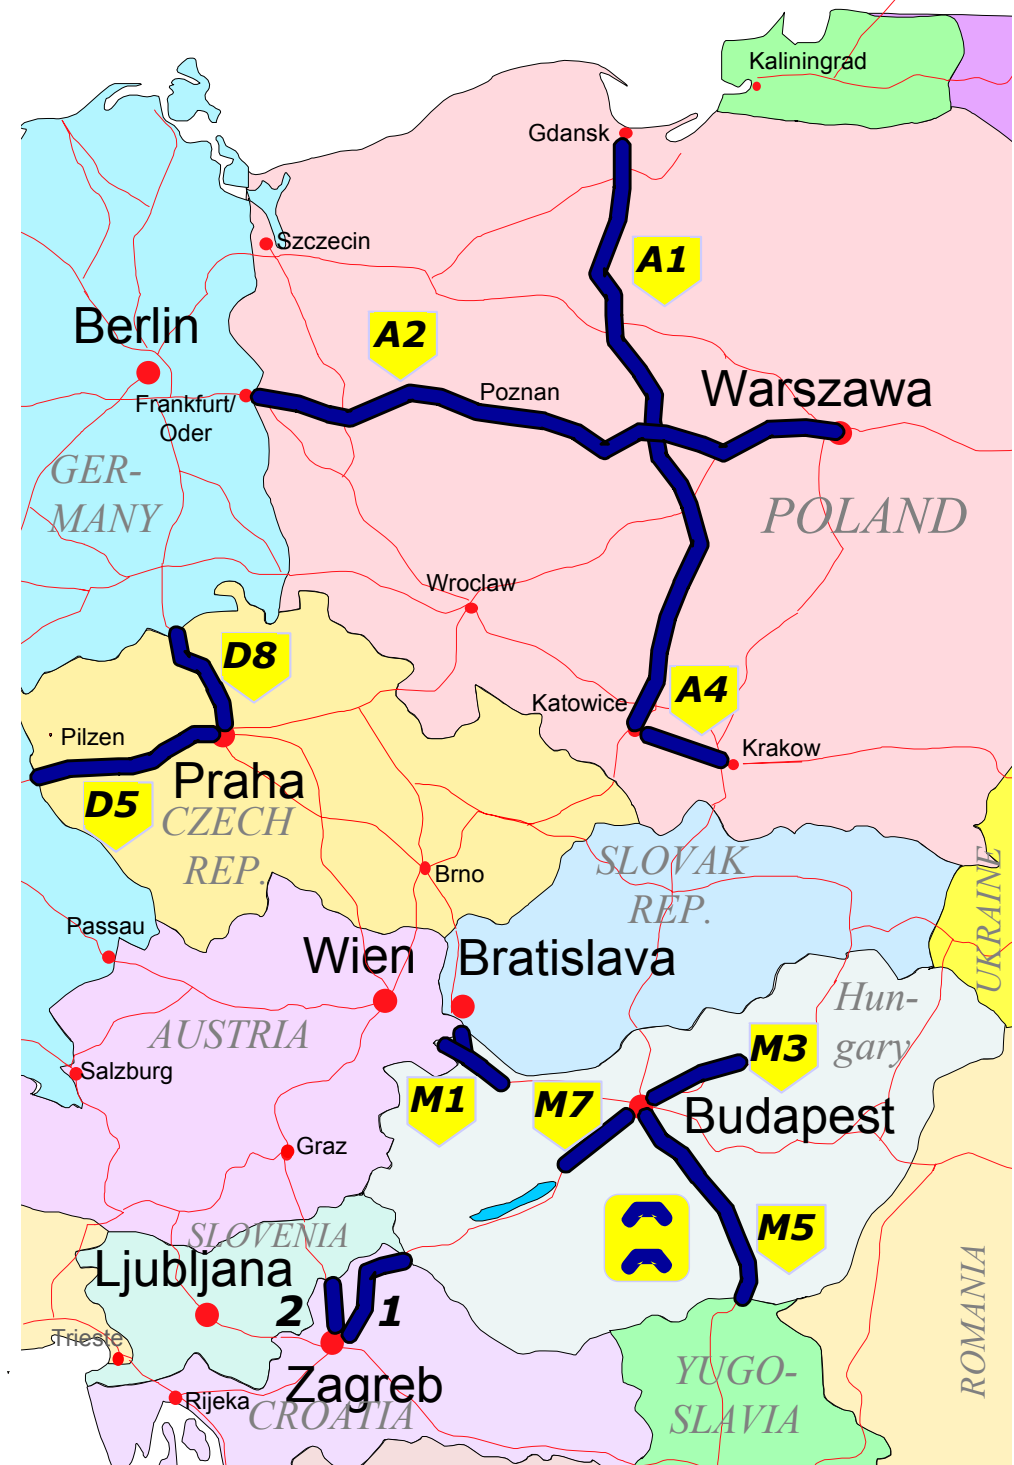 Kaliningrad
Gdansk
Szczecin
A1
Berlin
A2
Warszawa
Poznan
Frankfurt/
Oder
GER-
MANY
POLAND
Wroclaw
D8
Katowice
A4
Pilzen
Krakow
Praha
D5
CZECH
REP.
SLOVAK
REP.
Brno
UKRAINE
Passau
Wien
Bratislava
Hun-
gary
AUSTRIA
M3
Salzburg
M1
M7
Budapest
Graz
SLOVENIA
M5
Ljubljana
2
1
Trieste
ROMANIA
Zagreb
YUGO-
SLAVIA
Rijeka
CROATIA